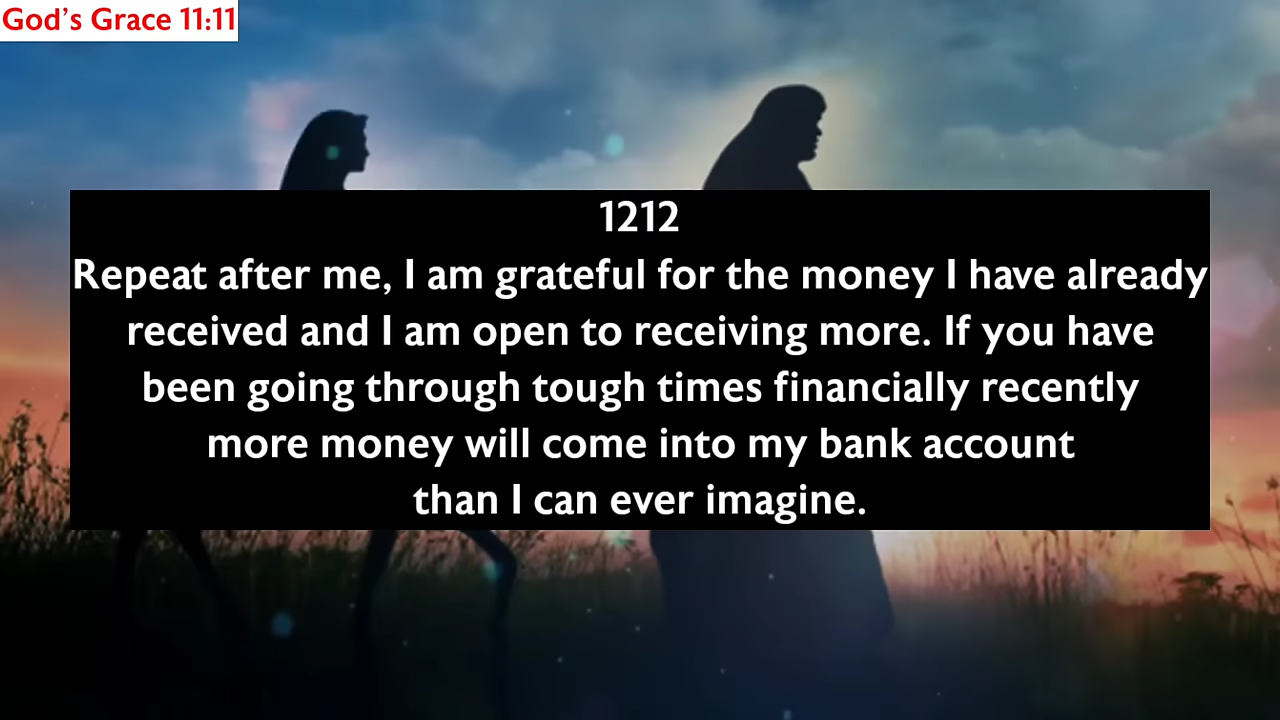 God’s Grace 11:11
1212
Repeat after me, I am grateful for the money I have already
received and I am open to receiving more. If you have
been going through tough times financially recently
more money will come into my bank account
than I can ever imagine.